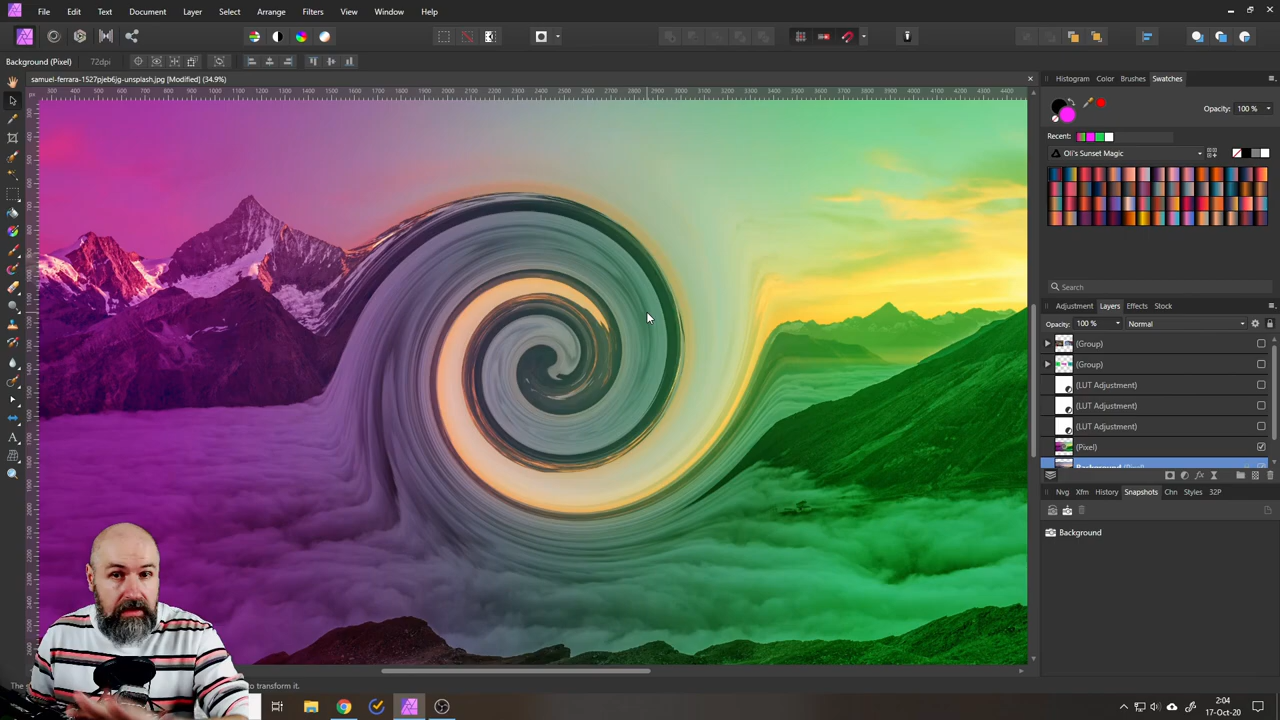 File Edit Text Document Layer Select Arrange Filters View Window Help
Background (Pixel) 72dpi
samuel-ferrara-1527pjeb6jg-unsplash.jpg [Modified] (34.9%)
Histogram Color Brushes Swatches
Opacity: 100 %
Recent:
Oli's Sunset Magic
Search
Adjustment Layers Effects Stock
Opacity: 100 % Normal
(Group)
(Group)
(LUT Adjustment)
(LUT Adjustment)
(LUT Adjustment)
(Pixel)
Background (Pixel)
Nvg Xfm History Snapshots Chn Styles 32P
Background
to transform it.
2:04
17-Oct-20